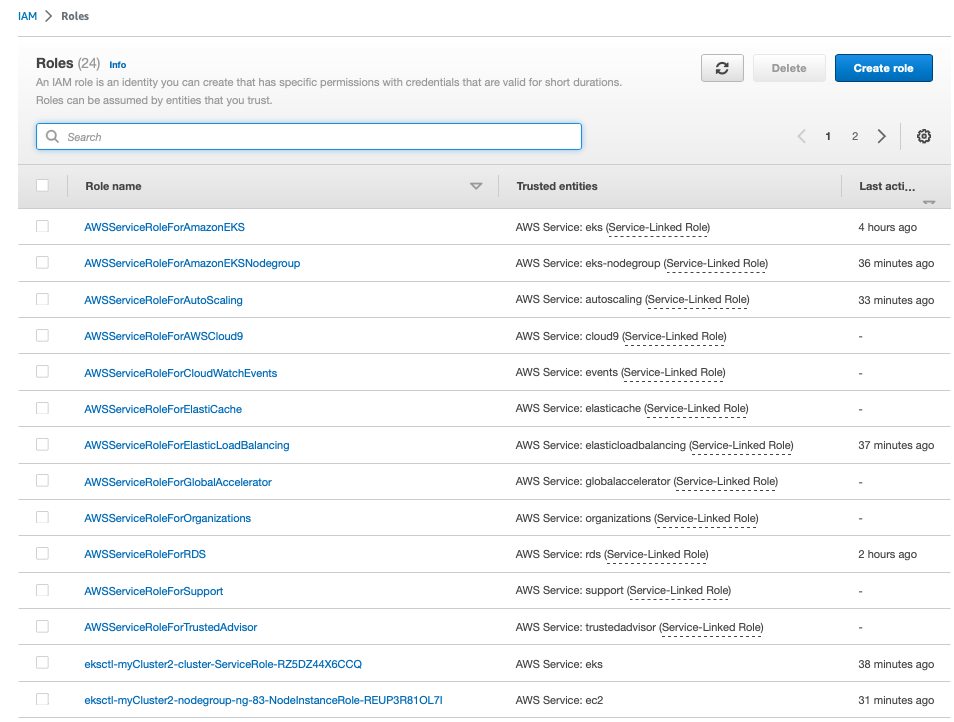 IAM > Roles
Roles (24) Info
An IAM role is an identity you can create that has specific permissions with credentials that are valid for short durations.
Roles can be assumed by entities that you trust.
Delete
Create role
Search
1 2
Role name Trusted entities Last acti...
AWSServiceRoleForAmazonEKS AWS Service: eks (Service-Linked Role) 4 hours ago
AWSServiceRoleForAmazonEKSNodegroup AWS Service: eks-nodegroup (Service-Linked Role) 36 minutes ago
AWSServiceRoleForAutoScaling AWS Service: autoscaling (Service-Linked Role) 33 minutes ago
AWSServiceRoleForAWSCloud9 AWS Service: cloud9 (Service-Linked Role) -
AWSServiceRoleForCloudWatchEvents AWS Service: events (Service-Linked Role) -
AWSServiceRoleForElastiCache AWS Service: elasticache (Service-Linked Role) -
AWSServiceRoleForElasticLoadBalancing AWS Service: elasticloadbalancing (Service-Linked Role) 37 minutes ago
AWSServiceRoleForGlobalAccelerator AWS Service: globalaccelerator (Service-Linked Role) -
AWSServiceRoleForOrganizations AWS Service: organizations (Service-Linked Role) -
AWSServiceRoleForRDS AWS Service: rds (Service-Linked Role) 2 hours ago
AWSServiceRoleForSupport AWS Service: support (Service-Linked Role) -
AWSServiceRoleForTrustedAdvisor AWS Service: trustedadvisor (Service-Linked Role) -
eksctl-myCluster2-cluster-ServiceRole-RZ5DZ44X6CCQ AWS Service: eks 38 minutes ago
eksctl-myCluster2-nodegroup-ng-83-NodeInstanceRole-REUP3R81OL7I AWS Service: ec2 31 minutes ago